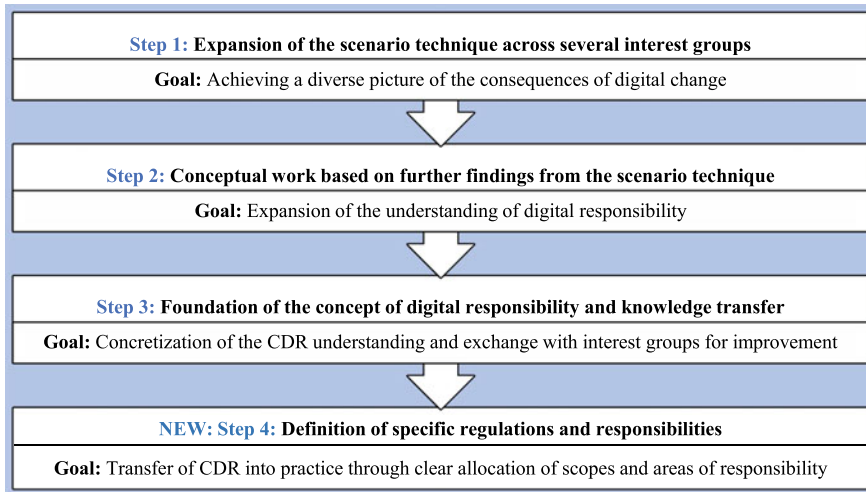 Step 1: Expansion of the scenario technique across several interest groups
Goal: Achieving a diverse picture of the consequences of digital change
Step 2: Conceptual work based on further findings from the scenario technique
Goal: Expansion of the understanding of digital responsibility
Step 3: Foundation of the concept of digital responsibility and knowledge transfer
Goal: Concretization of the CDR understanding and exchange with interest groups for improvement
NEW: Step 4: Definition of specific regulations and responsibilities
Goal: Transfer of CDR into practice through clear allocation of scopes and areas of responsibility